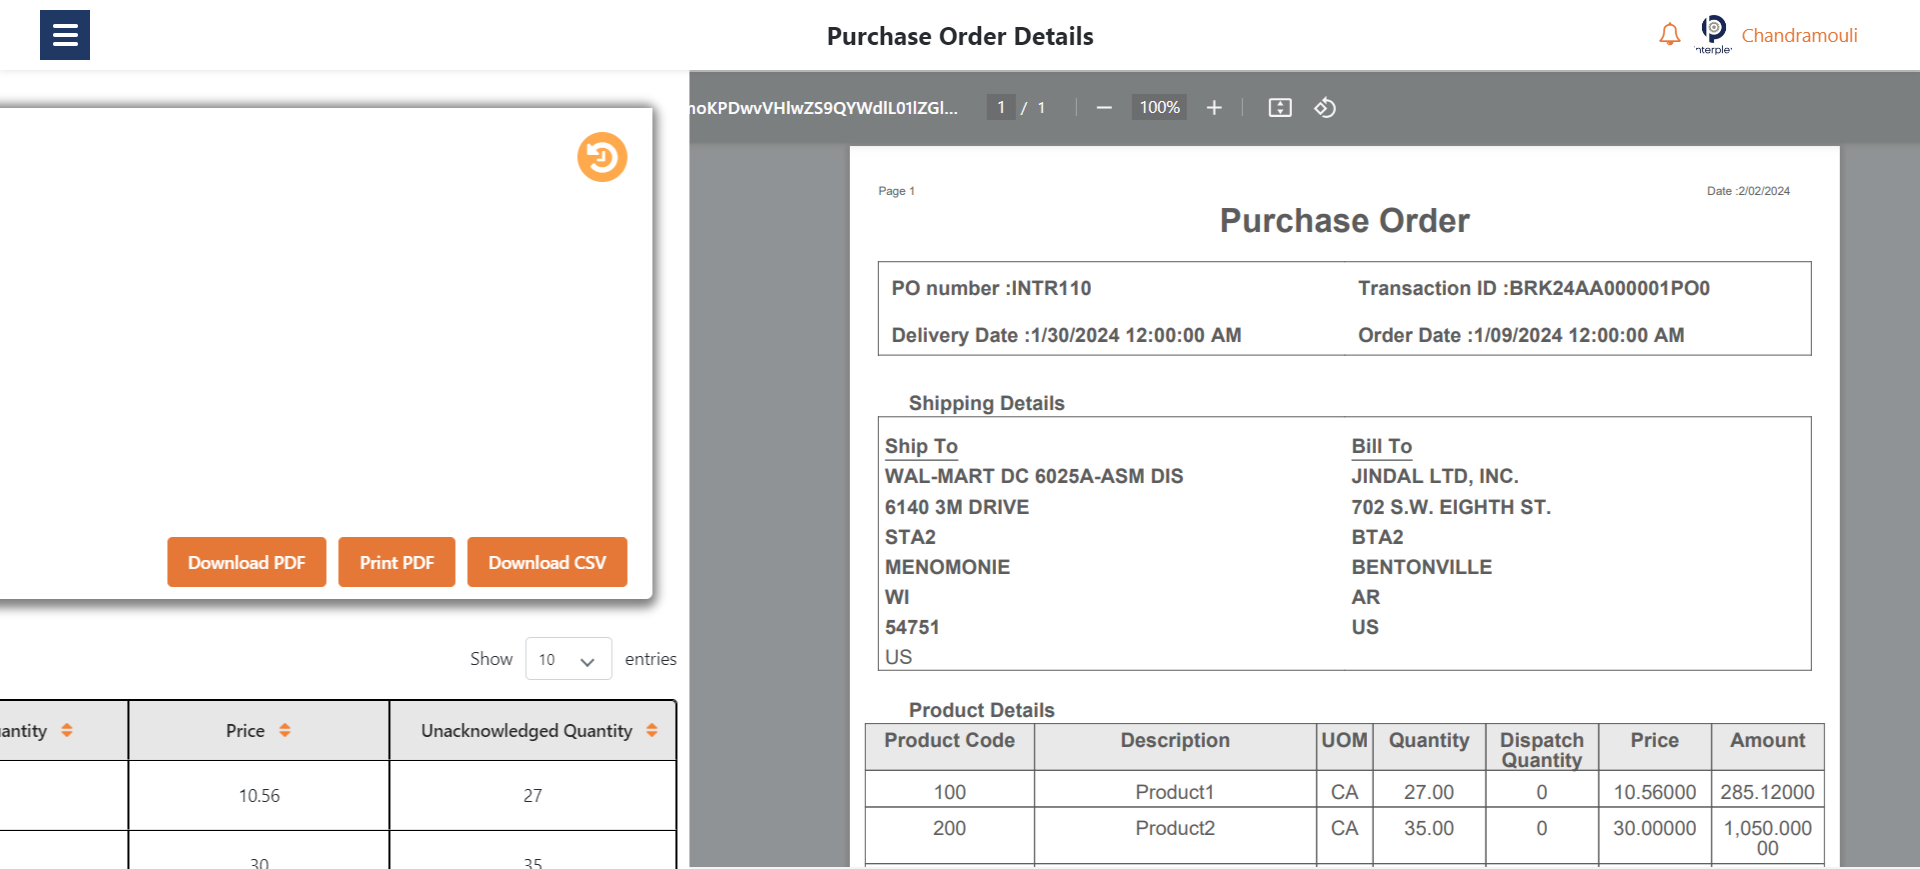 Purchase Order Details
Chandramouli
noKPDwvVHlwZS9QYWdlL01lZGl...
1 / 1
100%
Download PDF
Print PDF
Download CSV
Show 10 entries
Price
Unacknowledged Quantity
10.56
27
30
35
Page 1
Date :2/02/2024
Purchase Order
PO number :INTR110
Transaction ID :BRK24AA000001PO0
Delivery Date :1/30/2024 12:00:00 AM
Order Date :1/09/2024 12:00:00 AM
Shipping Details
Ship To
WAL-MART DC 6025A-ASM DIS
6140 3M DRIVE
STA2
MENOMONIE
WI
54751
US
Bill To
JINDAL LTD, INC.
702 S.W. EIGHTH ST.
BTA2
BENTONVILLE
AR
US
Product Details
Product Code Description UOM Quantity Dispatch Quantity Price Amount
100 Product1 CA 27.00 0 10.56000 285.12000
200 Product2 CA 35.00 0 30.00000 1,050.000
00